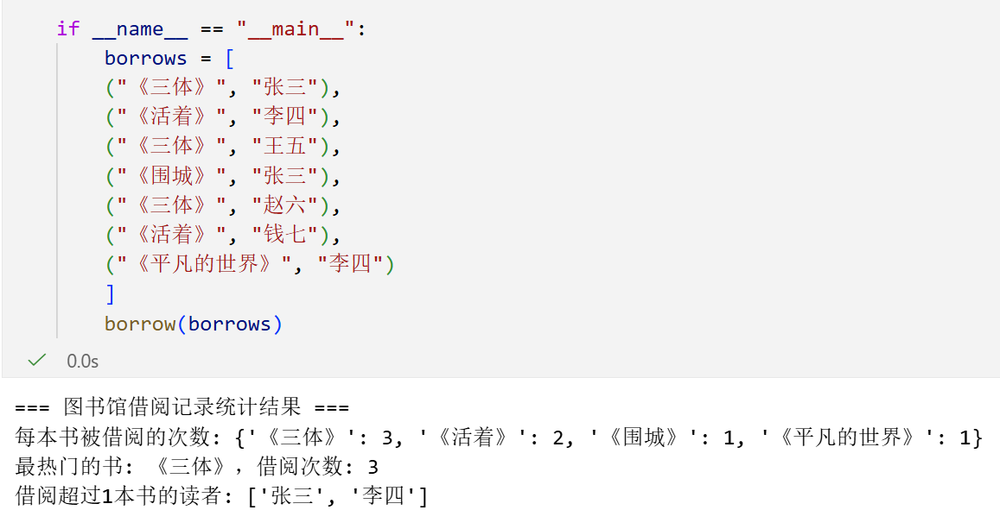 if __name__ == "__main__":
    borrows = [
    ("《三体》", "张三"),
    ("《活着》", "李四"),
    ("《三体》", "王五"),
    ("《围城》", "张三"),
    ("《三体》", "赵六"),
    ("《活着》", "钱七"),
    ("《平凡的世界》", "李四")
    ]
    borrow(borrows)
0.0s
=== 图书馆借阅记录统计结果 ===
每本书被借阅的次数: {'《三体》': 3, '《活着》': 2, '《围城》': 1, '《平凡的世界》': 1}
最热门的书: 《三体》，借阅次数: 3
借阅超过1本书的读者: ['张三', '李四']